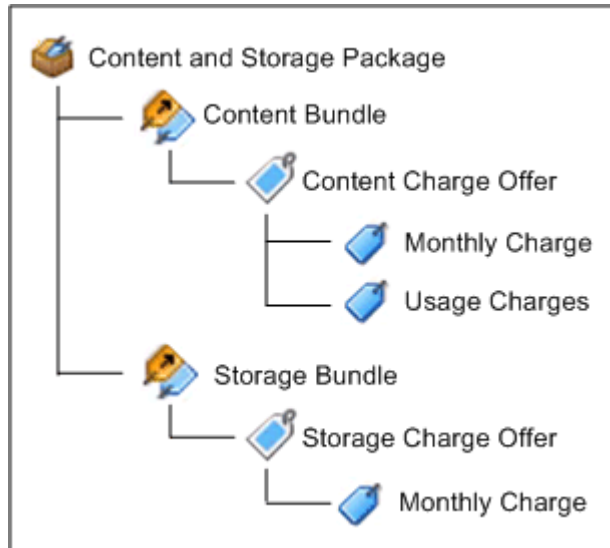 Content and Storage Package
Content Bundle
Content Charge Offer
Monthly Charge
Usage Charges
Storage Bundle
Storage Charge Offer
Monthly Charge